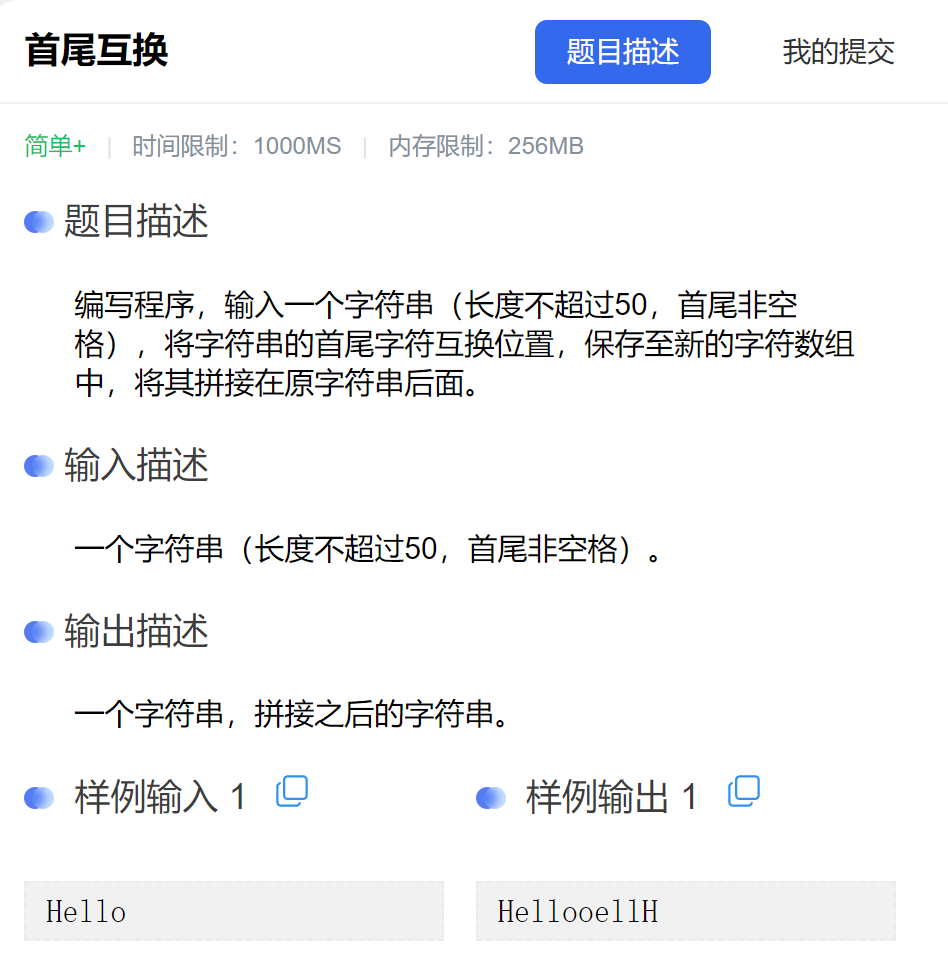 首尾互换
题目描述
我的提交
简单+ | 时间限制：1000MS | 内存限制：256MB
题目描述
编写程序，输入一个字符串（长度不超过50，首尾非空
格），将字符串的首尾字符互换位置，保存至新的字符数组
中，将其拼接在原字符串后面。
输入描述
一个字符串（长度不超过50，首尾非空格）。
输出描述
一个字符串，拼接之后的字符串。
样例输入 1
样例输出 1
Hello
HellooellH